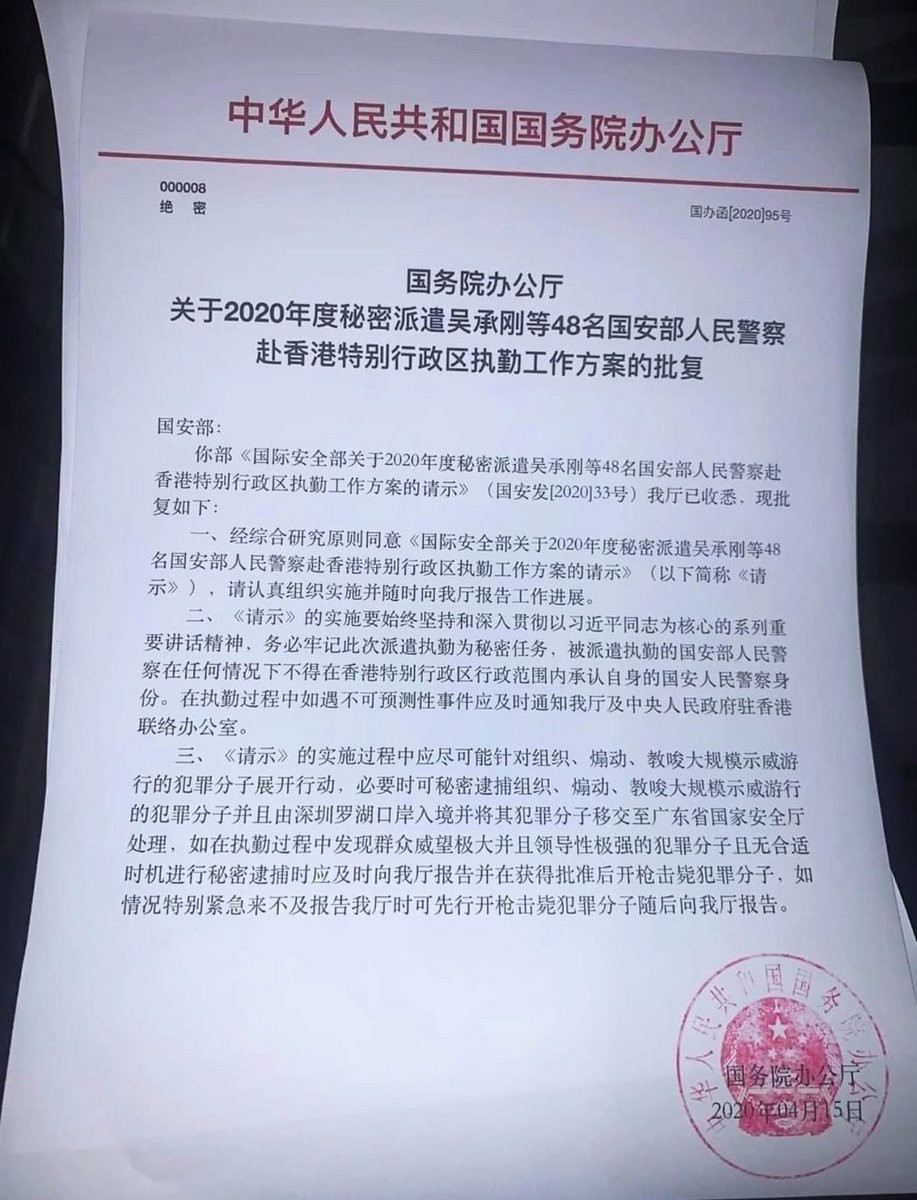 中华人民共和国国务院办公厅
000008
绝 密
国办函[2020]95号
国务院办公厅
关于2020年度秘密派遣吴承刚等48名国安部人民警察
赴香港特别行政区执勤工作方案的批复
国安部：
你部《国际安全部关于2020年度秘密派遣吴承刚等48名国安部人民警察赴
香港特别行政区执勤工作方案的请示》（国安发[2020]33号）我厅已收悉，现批
复如下：
一、经综合研究原则同意《国际安全部关于2020年度秘密派遣吴承刚等48
名国安部人民警察赴香港特别行政区执勤工作方案的请示》（以下简称《请
示》），请认真组织实施并随时向我厅报告工作进展。
二、《请示》的实施要始终坚持和深入贯彻以习近平同志为核心的系列重
要讲话精神，务必牢记此次派遣执勤为秘密任务，被派遣执勤的国安部人民警
察在任何情况下不得在香港特别行政区行政范围内承认自身的国安人民警察身
份。在执勤过程中如遇不可预测性事件应及时通知我厅及中央人民政府驻香港
联络办公室。
三、《请示》的实施过程中应尽可能针对组织、煽动、教唆大规模示威游
行的犯罪分子展开行动，必要时可秘密逮捕组织、煽动、教唆大规模示威游行
的犯罪分子并且由深圳罗湖口岸入境并将其犯罪分子移交至广东省国家安全厅
处理，如在执勤过程中发现群众威望极大并且领导性极强的犯罪分子且无合适
时机进行秘密逮捕时应及时向我厅报告并在获得批准后开枪击毙犯罪分子，如
情况特别紧急来不及报告我厅时可先行开枪击毙犯罪分子随后向我厅报告。
中华人民共和国国务院办公厅
国务院办公厅
2020年04月15日